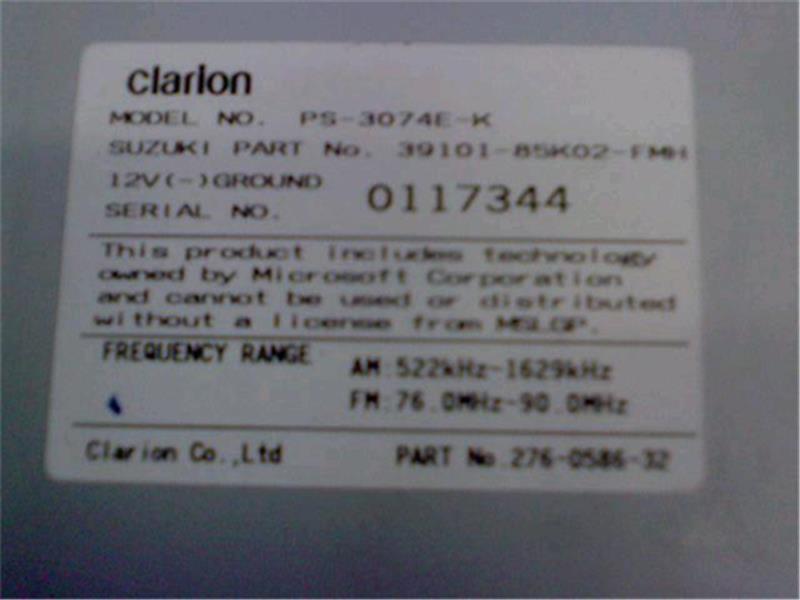 clarion
MODEL NO. PS-3074E-K
SUZUKI PART No. 39101-85K02-FMH
12V(-)GROUND
SERIAL NO. 0117344
This product includes technology
owned by Microsoft Corporation
and cannot be used or distributed
without a license from MSLGP.
FREQUENCY RANGE AM:522kHz-1629kHz
FM:76.0MHz-90.0MHz
Clarion Co.,Ltd PART No.276-0586-32